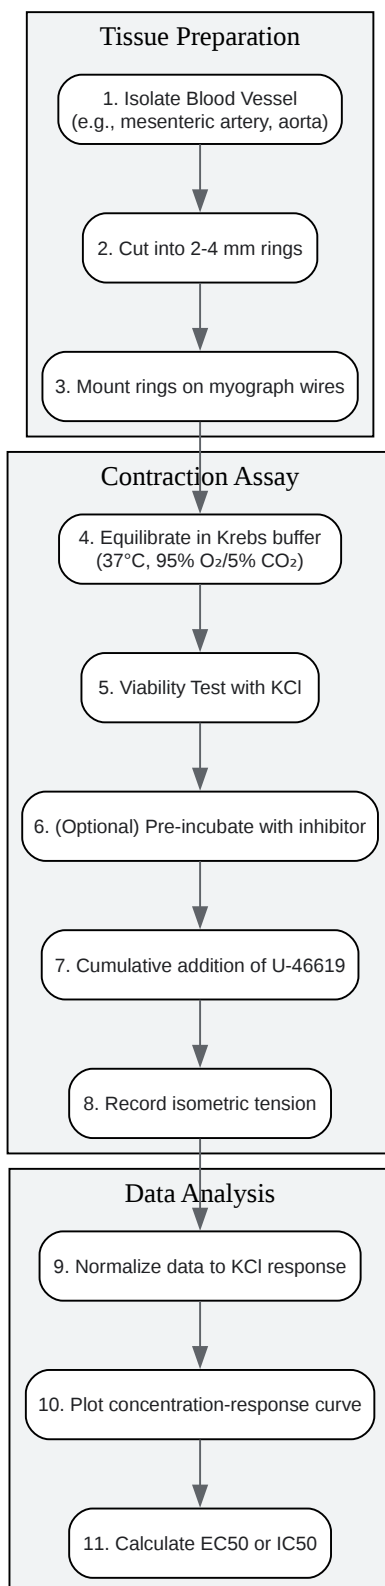 Tissue Preparation
1. Isolate Blood Vessel
(e.g., mesenteric artery, aorta)
2. Cut into 2-4 mm rings
3. Mount rings on myograph wires
Contraction Assay
4. Equilibrate in Krebs buffer
(37°C, 95% O₂/5% CO₂)
5. Viability Test with KCl
6. (Optional) Pre-incubate with inhibitor
7. Cumulative addition of U-46619
8. Record isometric tension
Data Analysis
9. Normalize data to KCl response
10. Plot concentration-response curve
11. Calculate EC50 or IC50